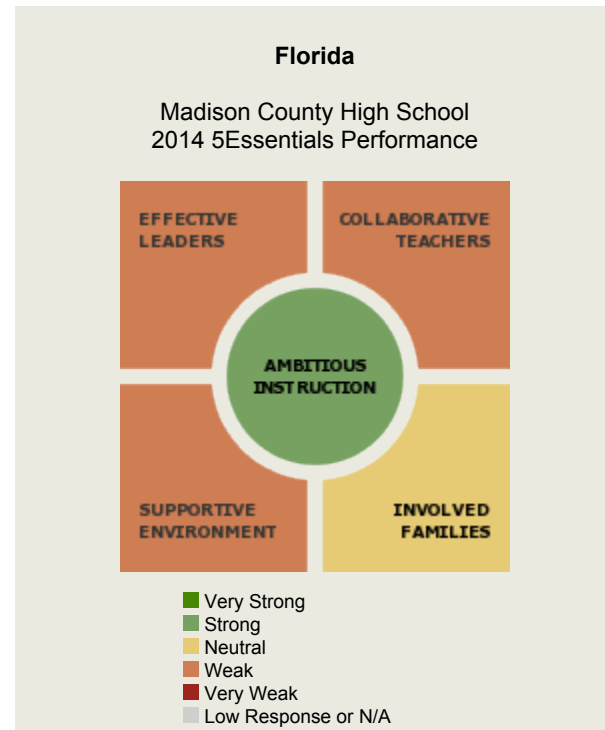 Florida
Madison County High School
2014 5Essentials Performance
EFFECTIVE
LEADERS
COLLABORATIVE
TEACHERS
AMBITIOUS
INSTRUCTION
SUPPORTIVE
ENVIRONMENT
INVOLVED
FAMILIES
Very Strong
Strong
Neutral
Weak
Very Weak
Low Response or N/A